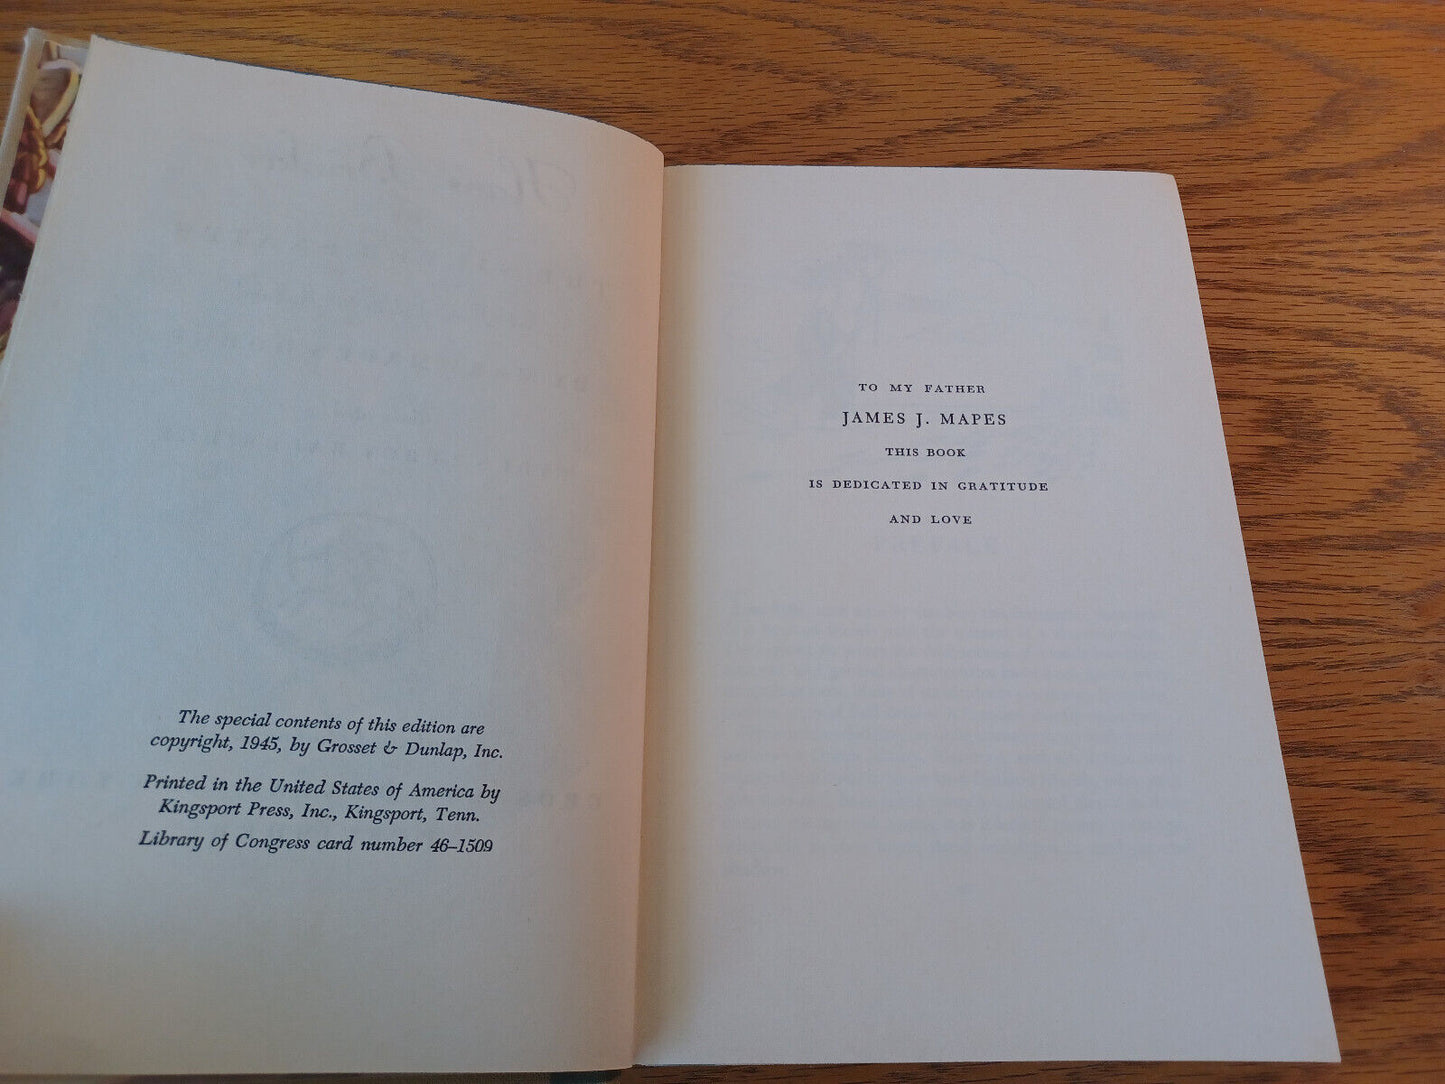 The special contents of this edition are
copyright, 1945, by Grosset & Dunlap, Inc.
Printed in the United States of America by
Kingsport Press, Inc., Kingsport, Tenn.
Library of Congress card number 46–1509
TO MY FATHER
JAMES J. MAPES
THIS BOOK
IS DEDICATED IN GRATITUDE
AND LOVE